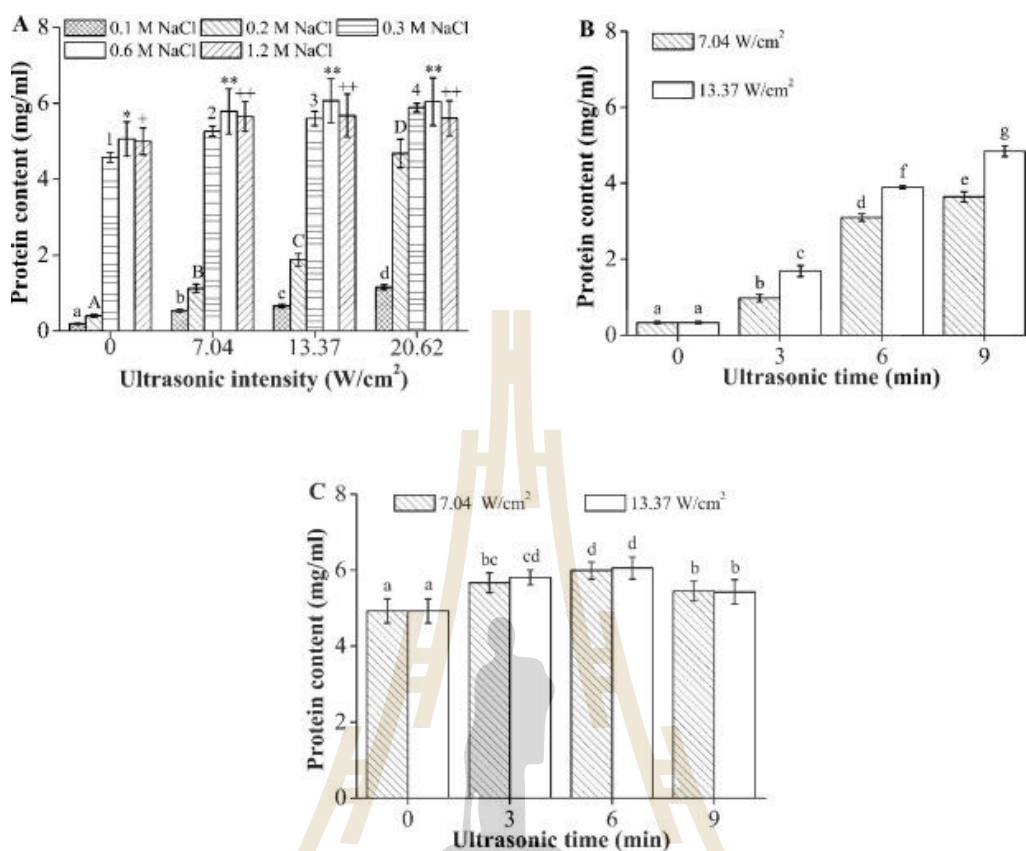 A
0.1 M NaCl 0.2 M NaCl 0.3 M NaCl
0.6 M NaCl 1.2 M NaCl
Protein content (mg/ml)
8
6
4
2
0
a A 1 * +
b B 2 ** ++
c C 3 ** ++
d D 4 ** ++
0 7.04 13.37 20.62
Ultrasonic intensity (W/cm²)
B
7.04 W/cm²
13.37 W/cm²
Protein content (mg/ml)
8
6
4
2
0
a a b c d f e g
0 3 6 9
Ultrasonic time (min)
C
7.04 W/cm² 13.37 W/cm²
Protein content (mg/ml)
8
6
4
2
0
a a bc cd d d b b
0 3 6 9
Ultrasonic time (min)